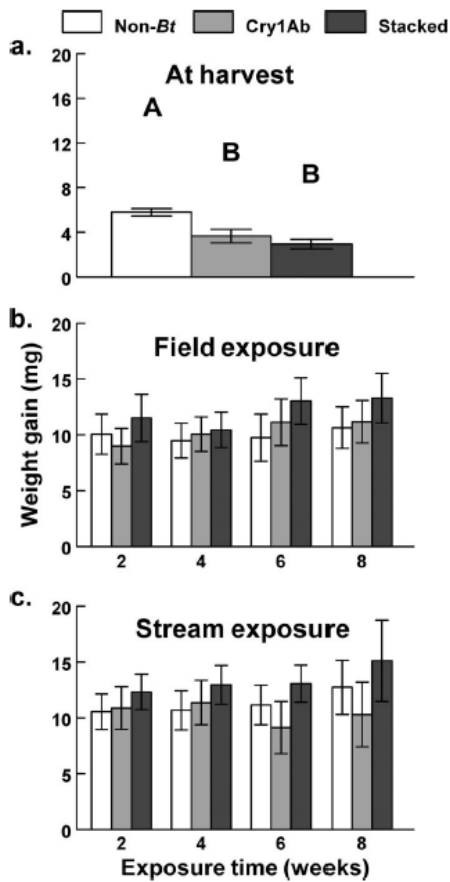 Non-Bt Cry1Ab Stacked
a.
At harvest
20
16
12
8
4
0
A
B
B
b.
Field exposure
20
15
10
5
0
2 4 6 8
Weight gain (mg)
c.
Stream exposure
20
15
10
5
0
2 4 6 8
Exposure time (weeks)